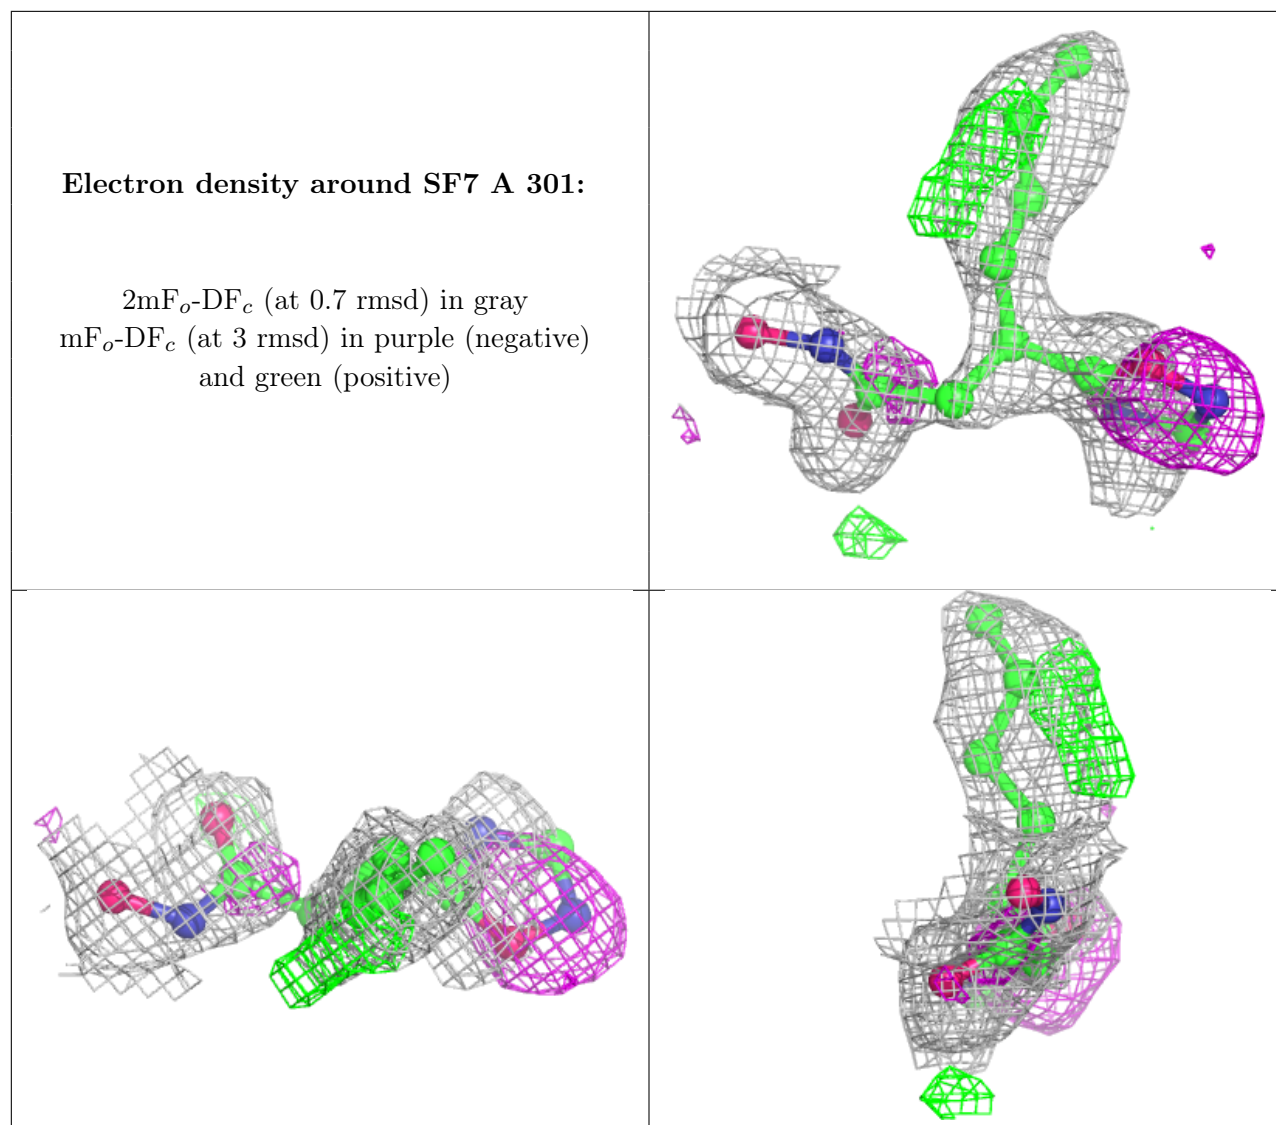 Electron density around SF7 A 301:
2mFo-DFc (at 0.7 rmsd) in gray
mFo-DFc (at 3 rmsd) in purple (negative)
and green (positive)